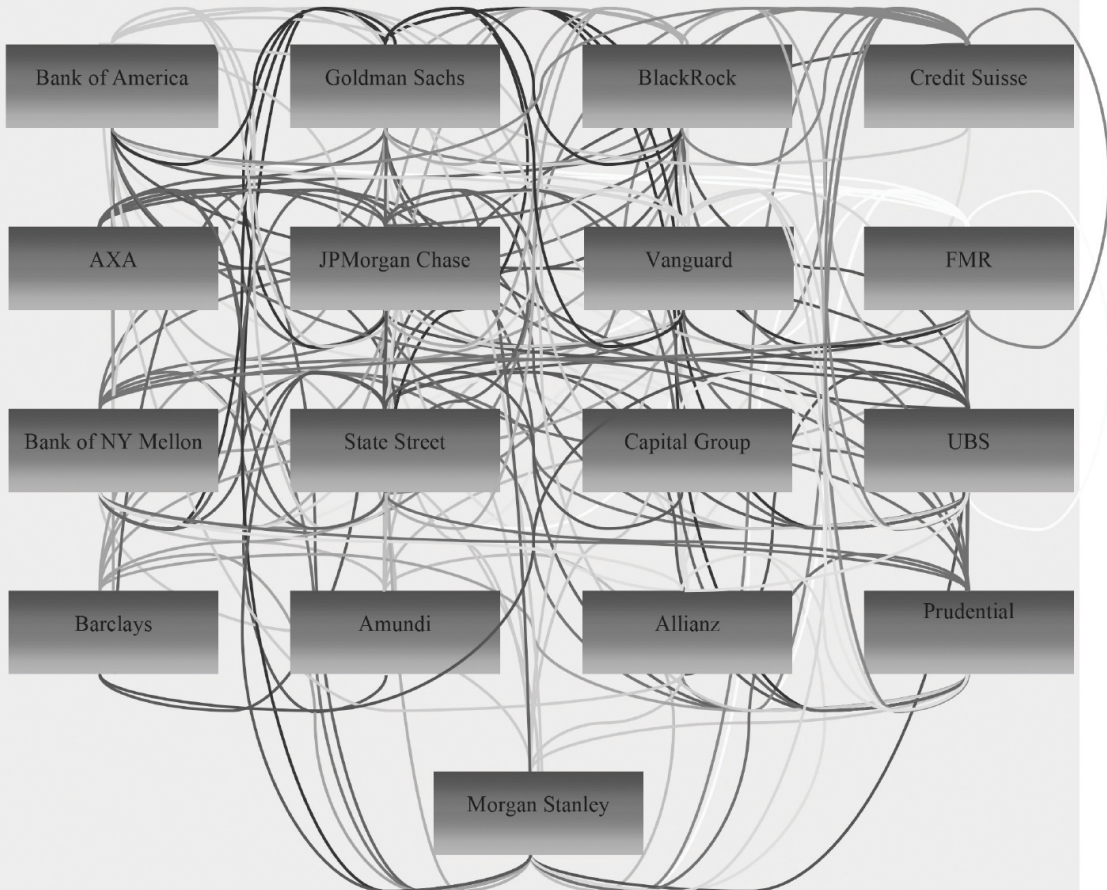 Bank of America
Goldman Sachs
BlackRock
Credit Suisse
AXA
JPMorgan Chase
Vanguard
FMR
Bank of NY Mellon
State Street
Capital Group
UBS
Barclays
Amundi
Allianz
Prudential
Morgan Stanley